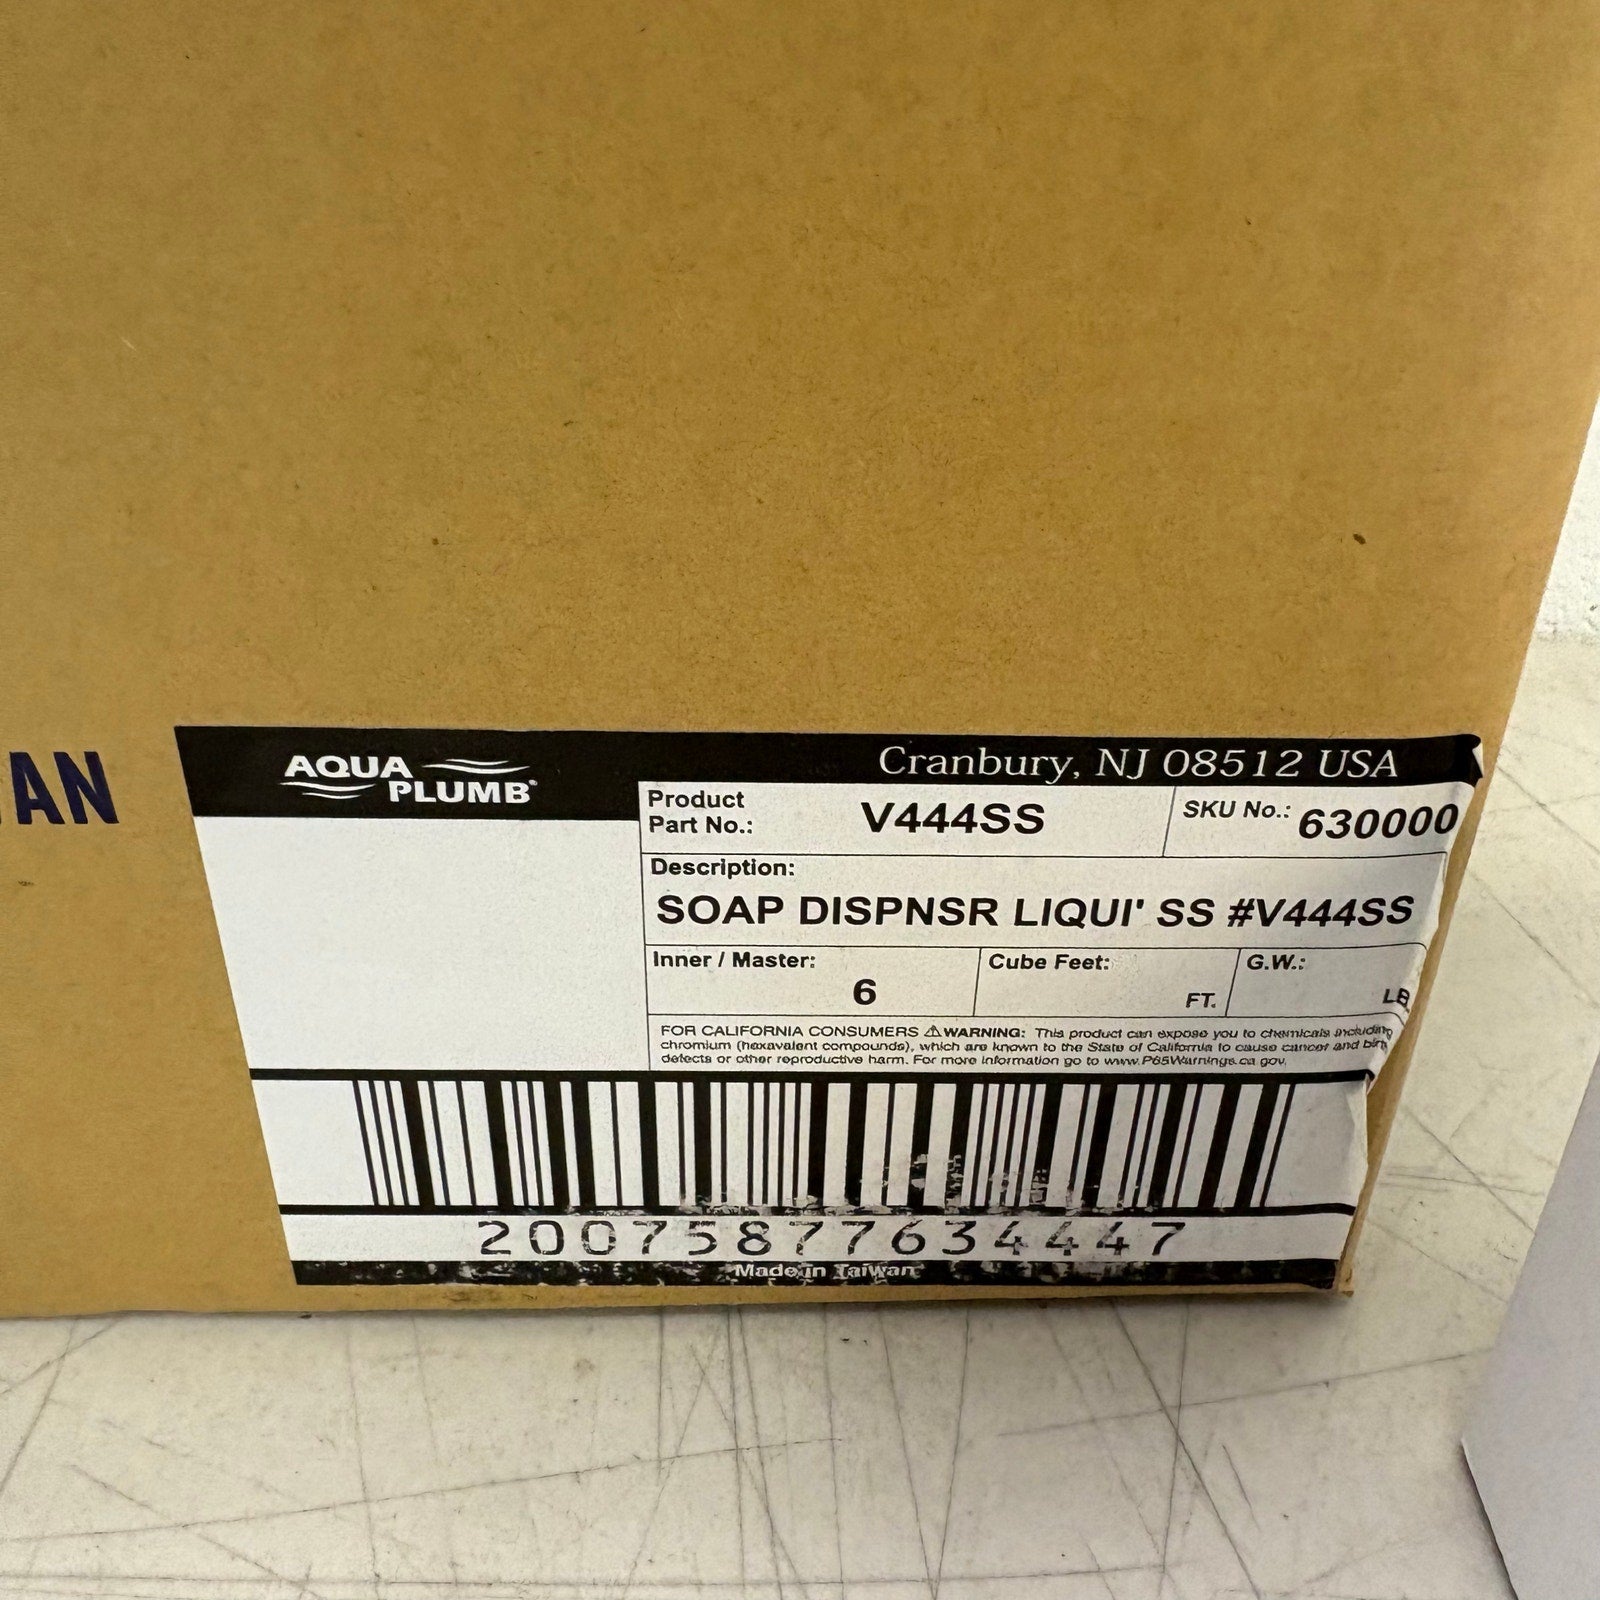 AN
AQUA
PLUMB®
Cranbury, NJ 08512 USA
Product
Part No.: V444SS
SKU No.: 630000
Description:
SOAP DISPNSR LIQUI' SS #V444SS
Inner / Master:
6
Cube Feet:
FT.
G.W.:
LB
FOR CALIFORNIA CONSUMERS ⚠WARNING: This product can expose you to chemicals including
chromium (hexavalent compounds), which are known to the State of California to cause cancer and birth
defects or other reproductive harm. For more information go to www.P65Warnings.ca.gov.
20075877634447
Made in Taiwan